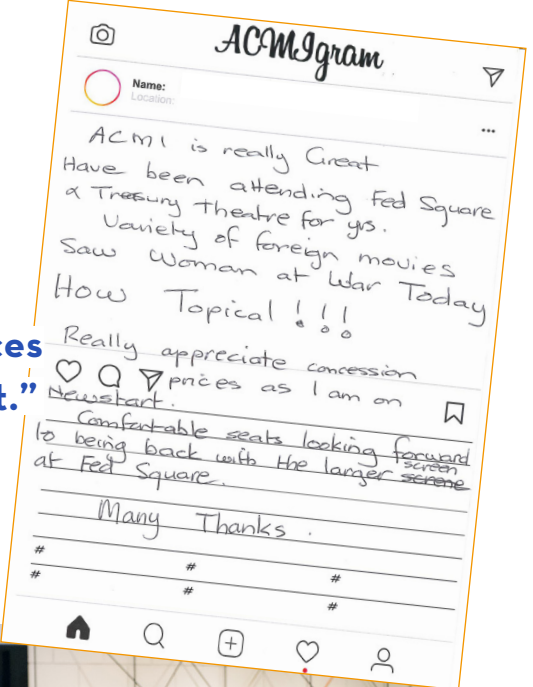 ACMIgram
Name:
Location:
ACMI is really Great
Have been attending Fed Square
& Tresury Theatre for yrs.
Variety of foreign movies
Saw Woman at War Today
How Topical !!!
Really appreciate concession
prices as I am on
Newstart.
Comfortable seats looking forward
to being back with the larger screen
at Fed Square.
Many Thanks.
# # #
# # #
ces
t.”